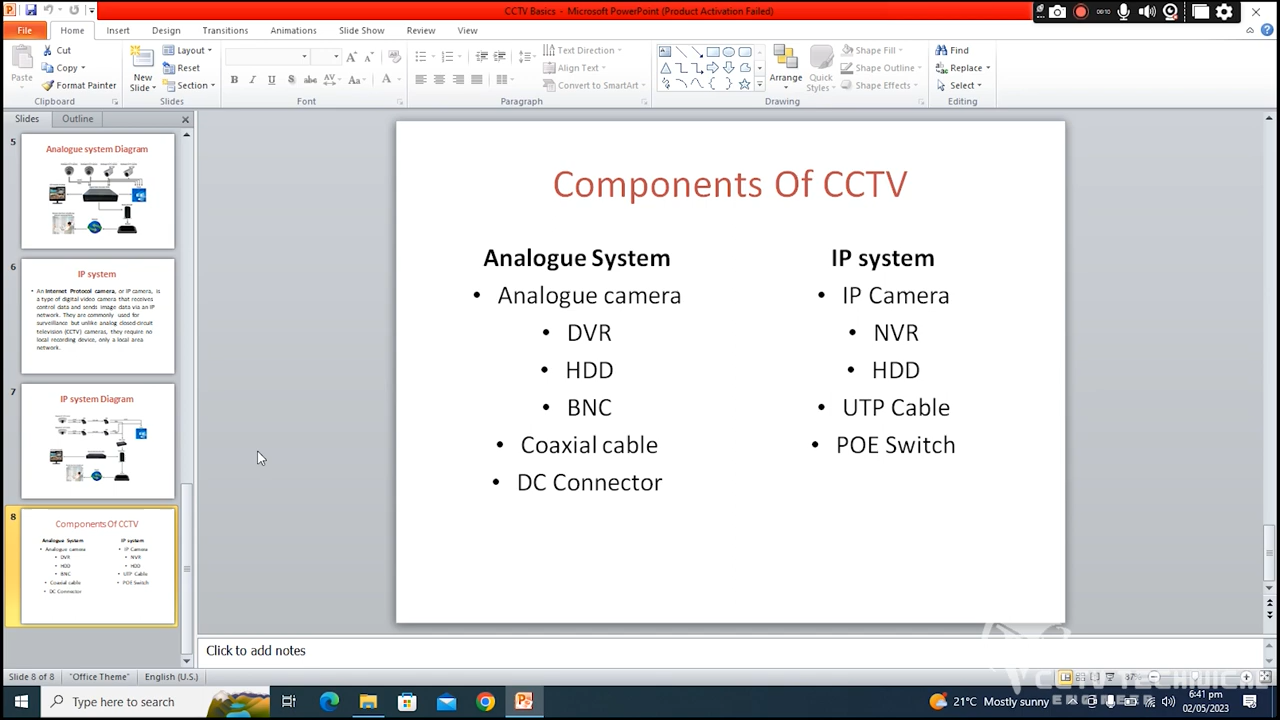 CCTV Basics - Microsoft PowerPoint (Product Activation Failed)
File Home Insert Design Transitions Animations Slide Show Review View
Paste
Cut
Copy
Format Painter
Clipboard
New Slide
Layout
Reset
Section
Slides
Font
Text Direction
Align Text
Convert to SmartArt
Paragraph
Arrange
Quick Styles
Shape Fill
Shape Outline
Shape Effects
Drawing
Find
Replace
Select
Editing
Slides Outline
5
Analogue system Diagram
6
IP system
• An Internet Protocol camera, or IP camera, is
a type of digital video camera that receives
control data and sends image data via an IP
network. They are commonly used for
surveillance but unlike analog closed-circuit
television (CCTV) cameras, they require no
local recording device, only a local area
network.
7
IP system Diagram
8
Components Of CCTV
Analogue System
• Analogue camera
• DVR
• HDD
• BNC
• Coaxial cable
• DC Connector
IP system
• IP Camera
• NVR
• HDD
• UTP Cable
• POE Switch
Components Of CCTV
Analogue System
• Analogue camera
• DVR
• HDD
• BNC
• Coaxial cable
• DC Connector
IP system
• IP Camera
• NVR
• HDD
• UTP Cable
• POE Switch
Click to add notes
Slide 8 of 8 "Office Theme" English (U.S.) 87%
CCTV TECHNICAL
ENGINEER
Type here to search
21°C Mostly sunny
6:41 pm
02/05/2023